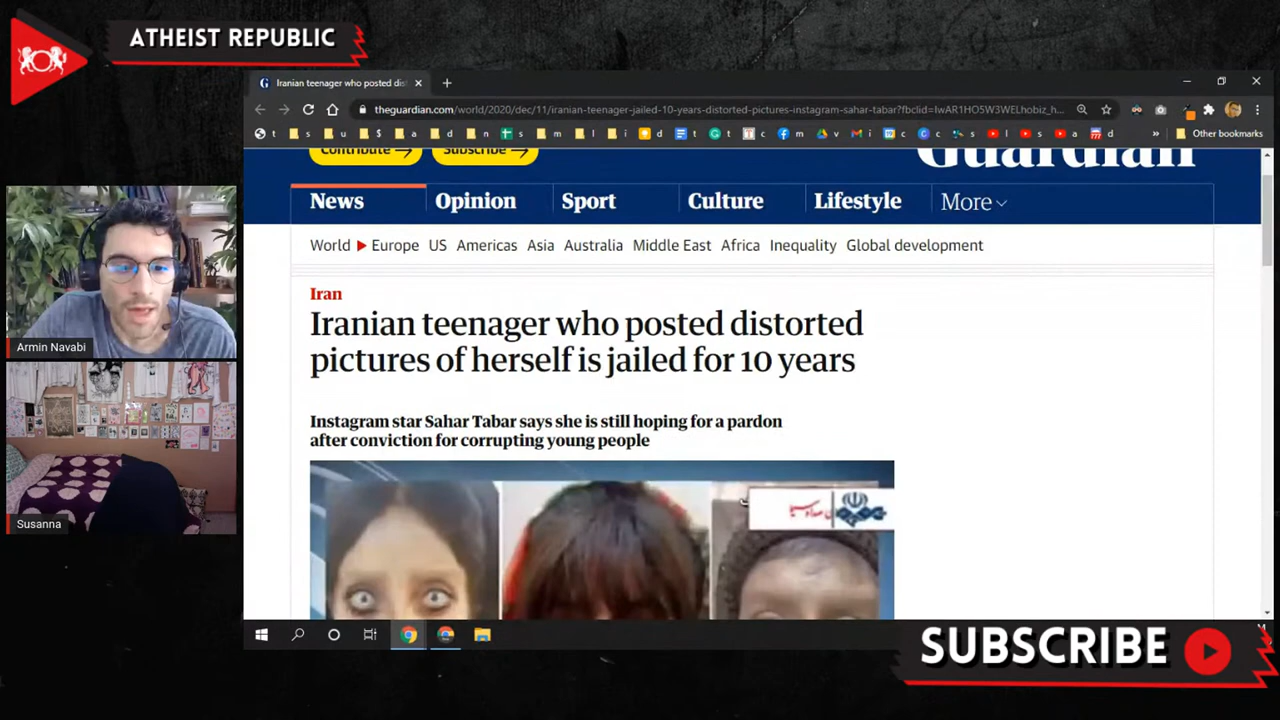 ATHEIST REPUBLIC
Iranian teenager who posted dist
theguardian.com/world/2020/dec/11/iranian-teenager-jailed-10-years-distorted-pictures-instagram-sahar-tabar?fbclid=IwAR1HO5W3WELhobiz_h...
t s u $ a d n s m l i d t g c m v i c c s l s a d » Other bookmarks
Contribute → Subscribe →
Guardian
News Opinion Sport Culture Lifestyle More
World Europe US Americas Asia Australia Middle East Africa Inequality Global development
Iran
Iranian teenager who posted distorted
pictures of herself is jailed for 10 years
Instagram star Sahar Tabar says she is still hoping for a pardon
after conviction for corrupting young people
Armin Navabi
Susanna
SUBSCRIBE